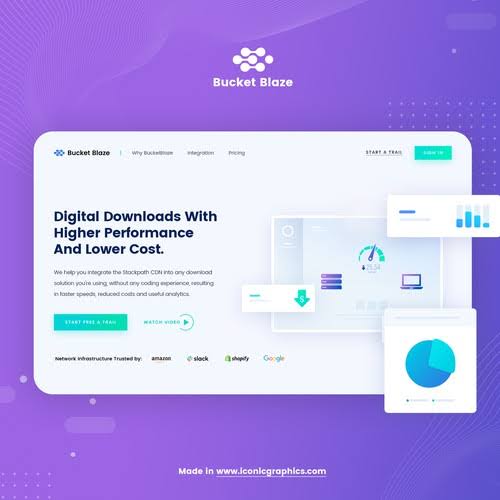 Bucket Blaze
Bucket Blaze
Why BucketBlaze
Integration
Pricing
START A TRAIL
SIGN IN
Digital Downloads With
Higher Performance
And Lower Cost.
We help you integrate the Stackpath CDN into any download
solution you're using, without any coding experience, resulting
in faster speeds, reduced costs and useful analytics.
START FREE A TRAIL
WATCH VIDEO
25.54
$
Network Infrastructure Trusted by:
amazon
slack
shopify
Google
Made in www.iconicgraphics.com